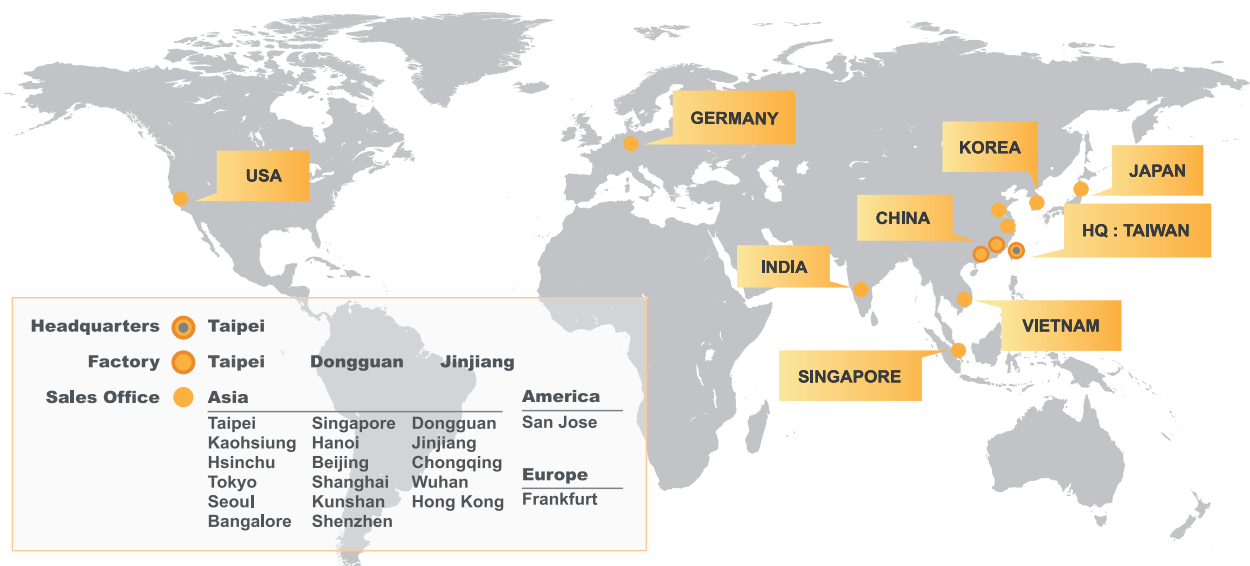 GERMANY
KOREA
USA
JAPAN
CHINA
HQ : TAIWAN
INDIA
VIETNAM
SINGAPORE
Headquarters Taipei
Factory Taipei Dongguan Jinjiang
Sales Office Asia America
Taipei Singapore Dongguan San Jose
Kaohsiung Hanoi Jinjiang
Hsinchu Beijing Chongqing Europe
Tokyo Shanghai Wuhan
Seoul Kunshan Hong Kong Frankfurt
Bangalore Shenzhen